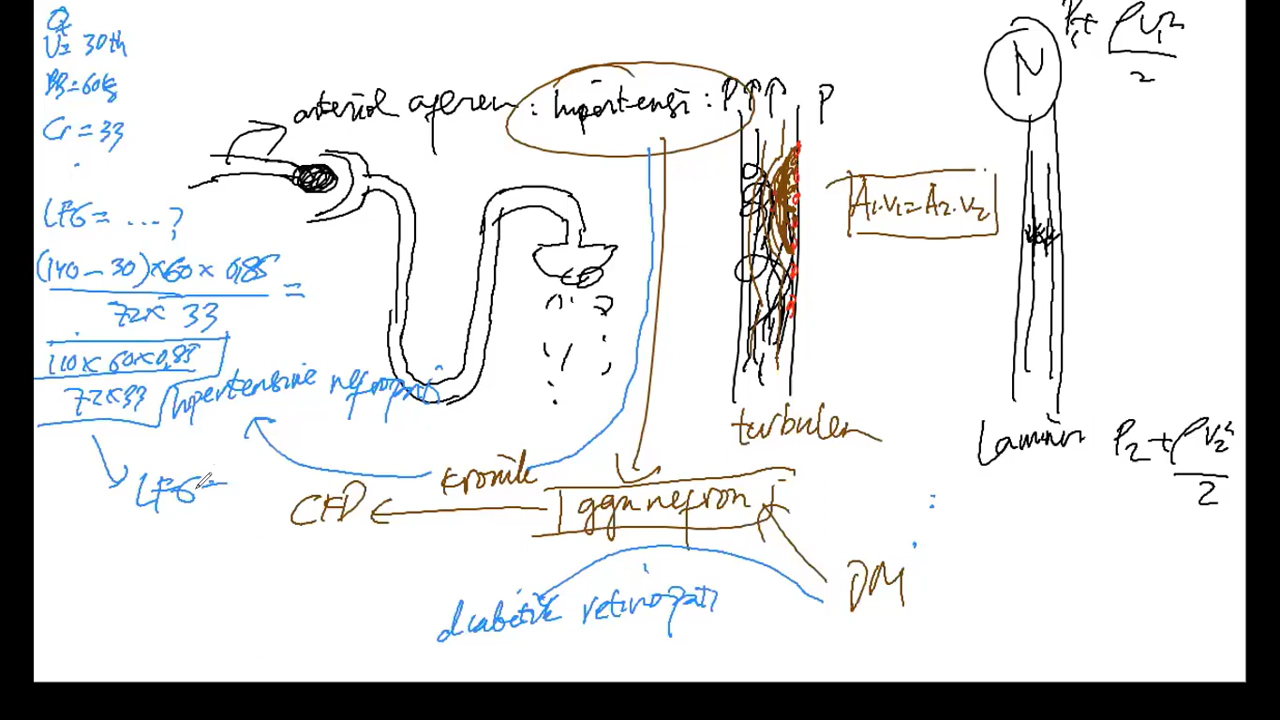 U = 30th
BB = 60kg
Cr = 33
LFG = ... ?
(140 - 30) x 60 x 0,85 =
72 x 33
110 x 60 x 0,85
72 x 33
LFG =
arteriol aferen : hipertensi : P↑↑
P
A1.V1 = A2.V2
N
P1 + ρV1²
2
turbulen
Laminar
P2 + ρV2²
2
hipertensive nefropati
kronik
CKD
ggn nefron
DM
diabetik retinopati